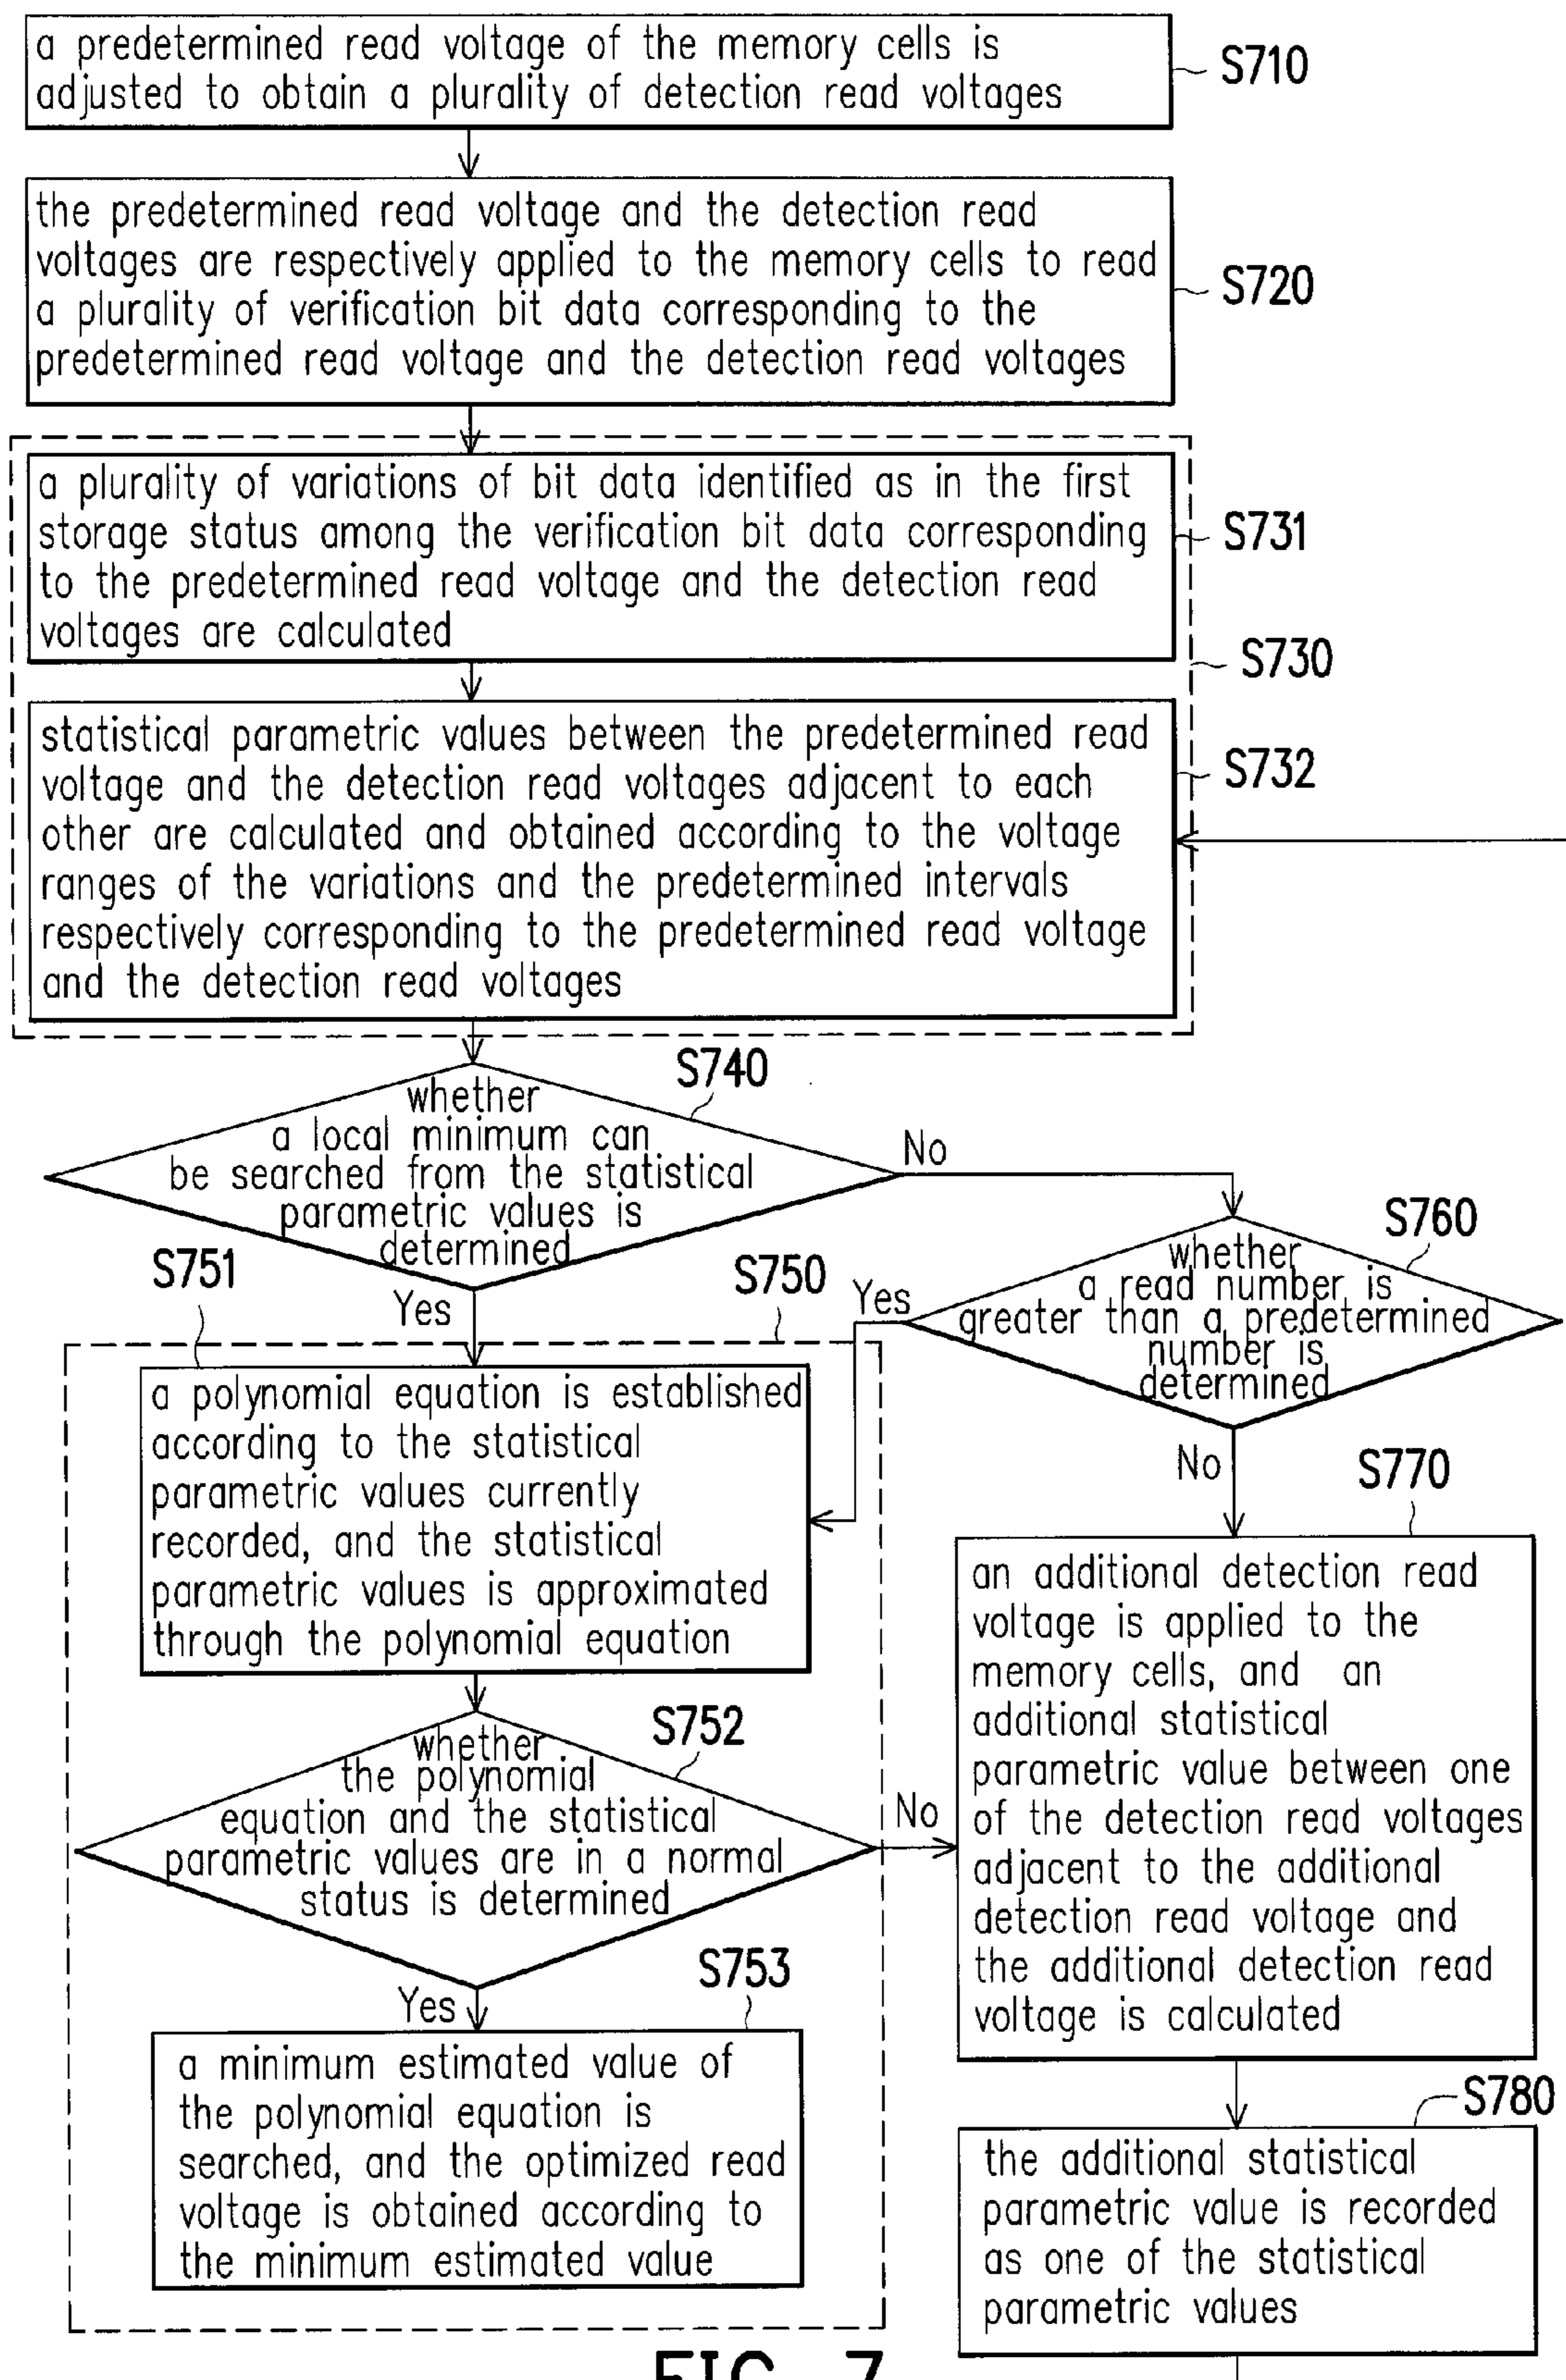 a predetermined read voltage of the memory cells is
adjusted to obtain a plurality of detection read voltages
S710
the predetermined read voltage and the detection read
voltages are respectively applied to the memory cells to read
a plurality of verification bit data corresponding to the
predetermined read voltage and the detection read voltages
S720
a plurality of variations of bit data identified as in the first
storage status among the verification bit data corresponding
to the predetermined read voltage and the detection read
voltages are calculated
S731
S730
statistical parametric values between the predetermined read
voltage and the detection read voltages adjacent to each
other are calculated and obtained according to the voltage
ranges of the variations and the predetermined intervals
respectively corresponding to the predetermined read voltage
and the detection read voltages
S732
S740
whether
a local minimum can
be searched from the statistical
parametric values is
determined
No
Yes
S760
whether
a read number is
greater than a predetermined
number is
determined
Yes
No
S751
S750
a polynomial equation is established
according to the statistical
parametric values currently
recorded, and the statistical
parametric values is approximated
through the polynomial equation
S752
whether
the polynomial
equation and the statistical
parametric values are in a normal
status is determined
No
Yes
S753
a minimum estimated value of
the polynomial equation is
searched, and the optimized read
voltage is obtained according to
the minimum estimated value
S770
an additional detection read
voltage is applied to the
memory cells, and an
additional statistical
parametric value between one
of the detection read voltages
adjacent to the additional
detection read voltage and
the additional detection read
voltage is calculated
S780
the additional statistical
parametric value is recorded
as one of the statistical
parametric values
FIG. 7